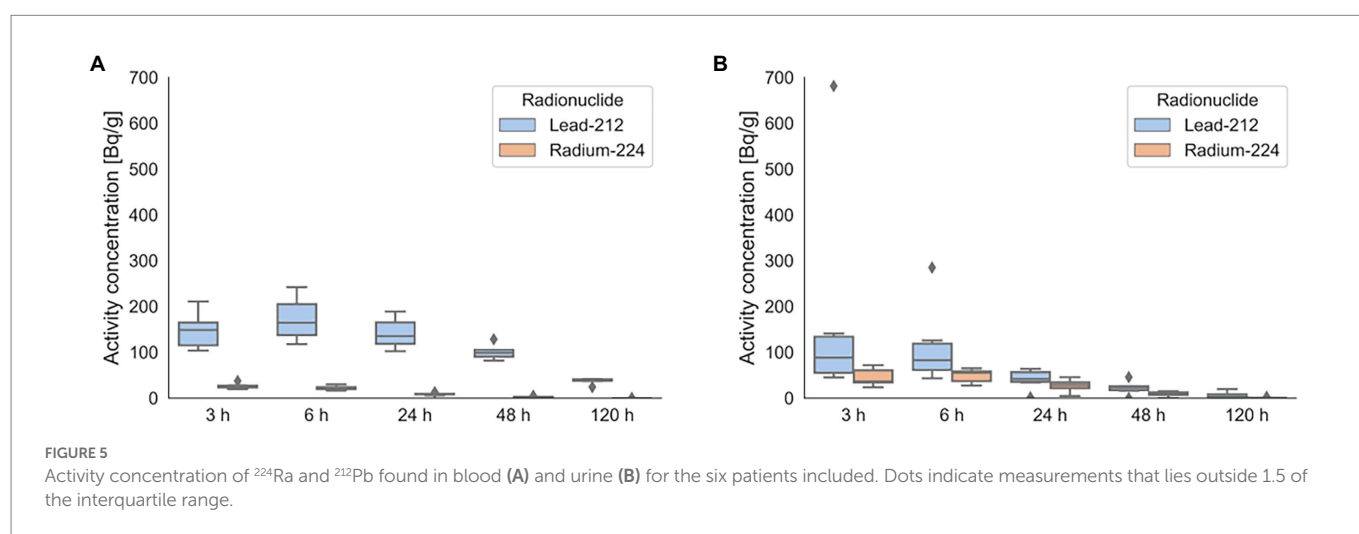 A
B
700
600
500
400
300
200
100
0
Activity concentration [Bq/g]
Radionuclide
Lead-212
Radium-224
3 h 6 h 24 h 48 h 120 h
700
600
500
400
300
200
100
0
Activity concentration [Bq/g]
Radionuclide
Lead-212
Radium-224
3 h 6 h 24 h 48 h 120 h
FIGURE 5
Activity concentration of ²²⁴Ra and ²¹²Pb found in blood (A) and urine (B) for the six patients included. Dots indicate measurements that lies outside 1.5 of
the interquartile range.